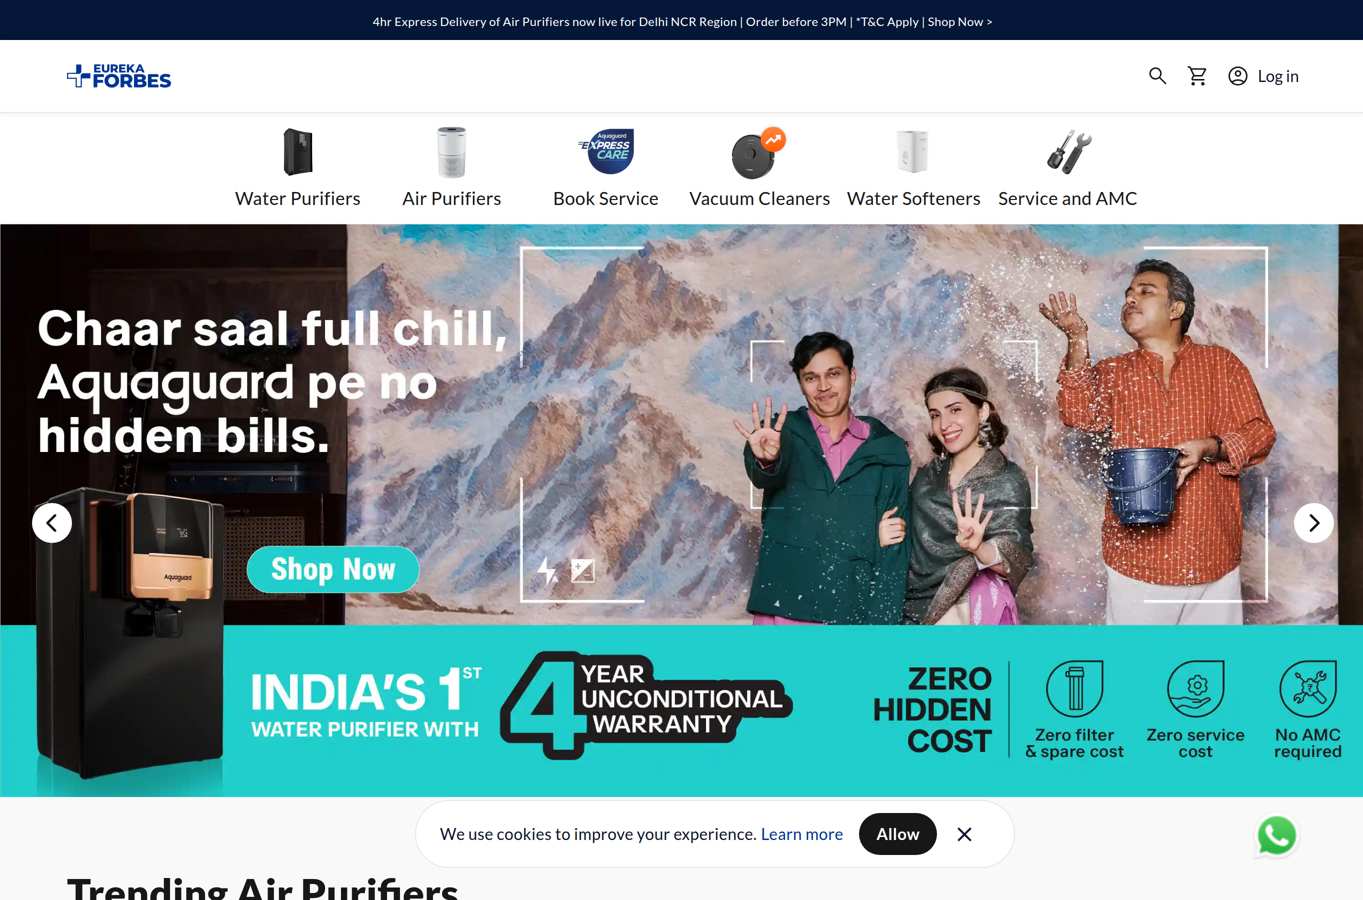 4hr Express Delivery of Air Purifiers now live for Delhi NCR Region | Order before 3PM | *T&C Apply | Shop Now >
EUREKA
FORBES
Log in
Aquaguard
EXPRESS
CARE
Water Purifiers
Air Purifiers
Book Service
Vacuum Cleaners
Water Softeners
Service and AMC
Chaar saal full chill,
Aquaguard pe no
hidden bills.
Aquaguard
Shop Now
INDIA'S 1ST
WATER PURIFIER WITH
4 YEAR
UNCONDITIONAL
WARRANTY
ZERO
HIDDEN
COST
Zero filter
& spare cost
Zero service
cost
No AMC
required
We use cookies to improve your experience. Learn more
Allow
Trending Air Purifiers